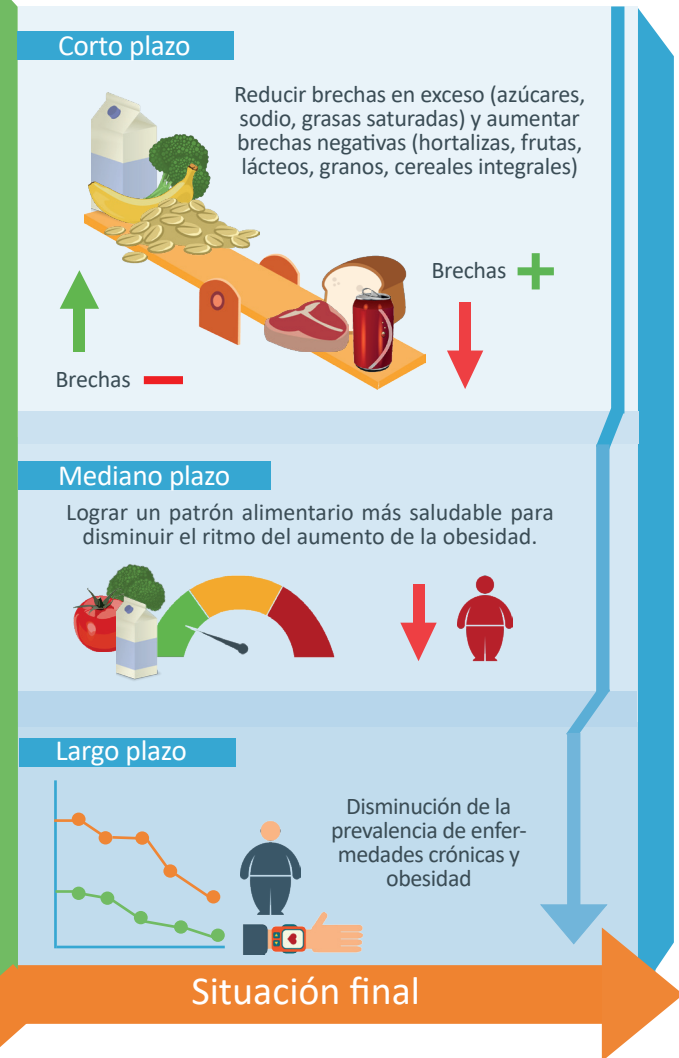 Corto plazo
Reducir brechas en exceso (azúcares,
sodio, grasas saturadas) y aumentar
brechas negativas (hortalizas, frutas,
lácteos, granos, cereales integrales)
Brechas +
Brechas -
Mediano plazo
Lograr un patrón alimentario más saludable para
disminuir el ritmo del aumento de la obesidad.
Largo plazo
Disminución de la
prevalencia de enfer-
medades crónicas y
obesidad
Situación final